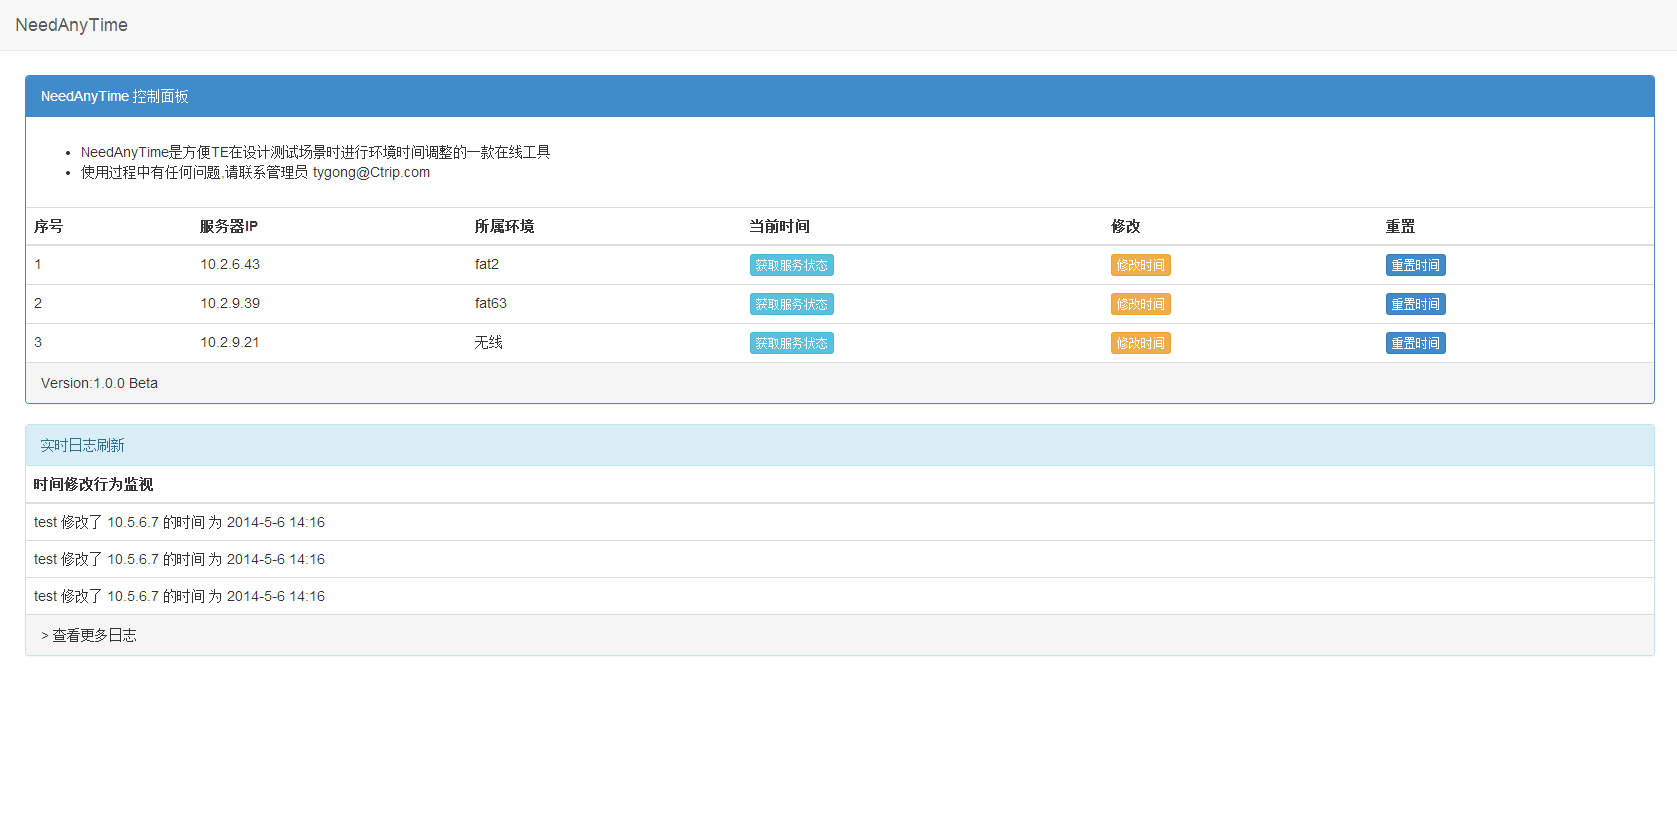 NeedAnyTime
NeedAnyTime 控制面板
NeedAnyTime是方便TE在设计测试场景时进行环境时间调整的一款在线工具
使用过程中有任何问题,请联系管理员 tygong@Ctrip.com
序号 服务器IP 所属环境 当前时间 修改 重置
1 10.2.6.43 fat2 获取服务状态 修改时间 重置时间
2 10.2.9.39 fat63 获取服务状态 修改时间 重置时间
3 10.2.9.21 无线 获取服务状态 修改时间 重置时间
Version:1.0.0 Beta
实时日志刷新
时间修改行为监视
test 修改了 10.5.6.7 的时间 为 2014-5-6 14:16
test 修改了 10.5.6.7 的时间 为 2014-5-6 14:16
test 修改了 10.5.6.7 的时间 为 2014-5-6 14:16
> 查看更多日志